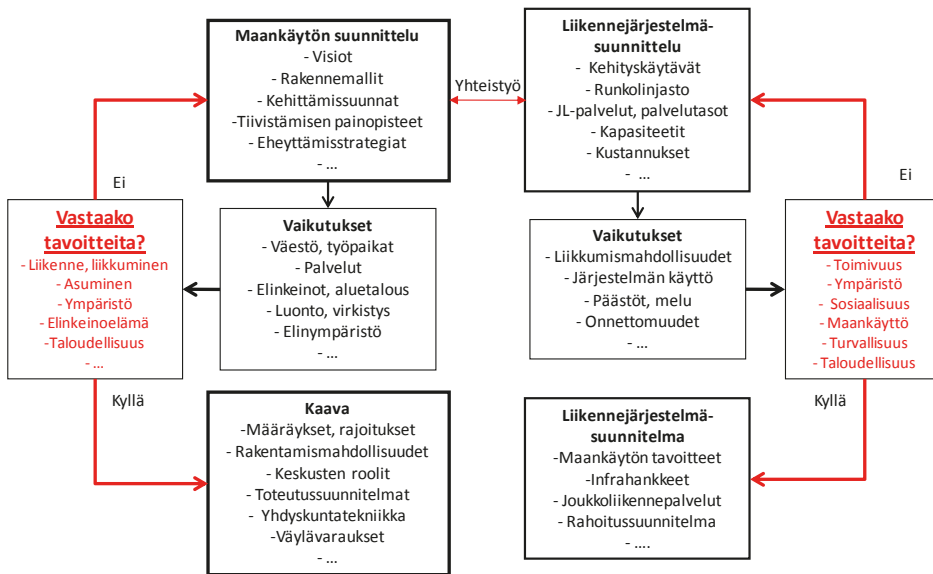 Maankäytön suunnittelu
- Visiot
- Rakennemallit
- Kehittämissuunnat
-Tiivistämisen painopisteet
- Eheyttämisstrategiat
- ...
Yhteistyö
Liikennejärjestelmä-
suunnittelu
- Kehityskäytävät
- Runkolinjasto
- JL-palvelut, palvelutasot
- Kapasiteetit
- Kustannukset
- ...
Ei
Ei
Vastaako
tavoitteita?
-Liikenne, liikkuminen
- Asuminen
- Ympäristö
- Elinkeinoelämä
-Taloudellisuus
- ...
Vaikutukset
- Väestö, työpaikat
- Palvelut
- Elinkeinot, aluetalous
- Luonto, virkistys
- Elinympäristö
- ...
Vaikutukset
- Liikkumismahdollisuudet
- Järjestelmän käyttö
- Päästöt, melu
- Onnettomuudet
- ...
Vastaako
tavoitteita?
- Toimivuus
- Ympäristö
- Sosiaalisuus
- Maankäyttö
- Turvallisuus
- Taloudellisuus
Kyllä
Kyllä
Kaava
-Määräykset, rajoitukset
- Rakentamismahdollisuudet
- Keskusten roolit
- Toteutussuunnitelmat
- Yhdyskuntatekniikka
-Väylävaraukset
- ...
Liikennejärjestelmä-
suunnitelma
-Maankäytön tavoitteet
-Infrahankkeet
- Joukkoliikennepalvelut
- Rahoitussuunnitelma
- ....